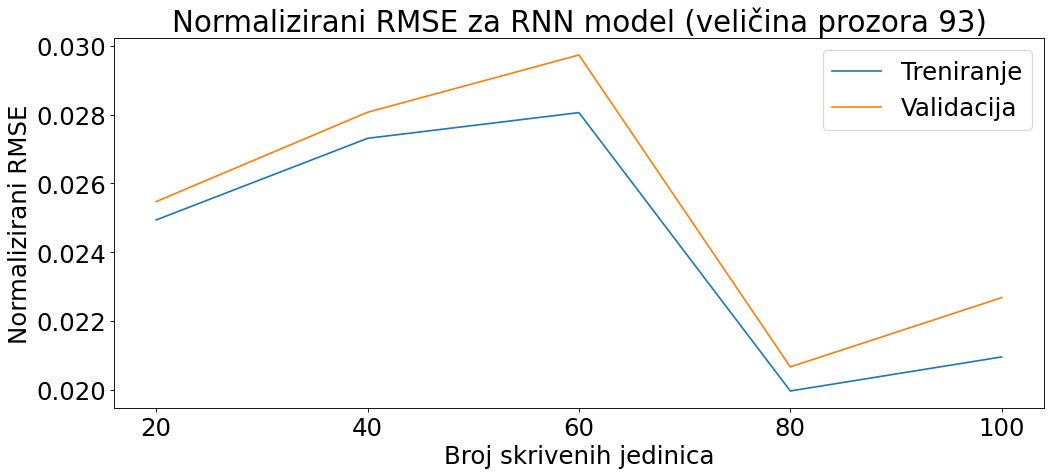 Normalizirani RMSE za RNN model (veličina prozora 93)
Normalizirani RMSE
0.030
0.028
0.026
0.024
0.022
0.020
Treniranje
Validacija
20 40 60 80 100
Broj skrivenih jedinica